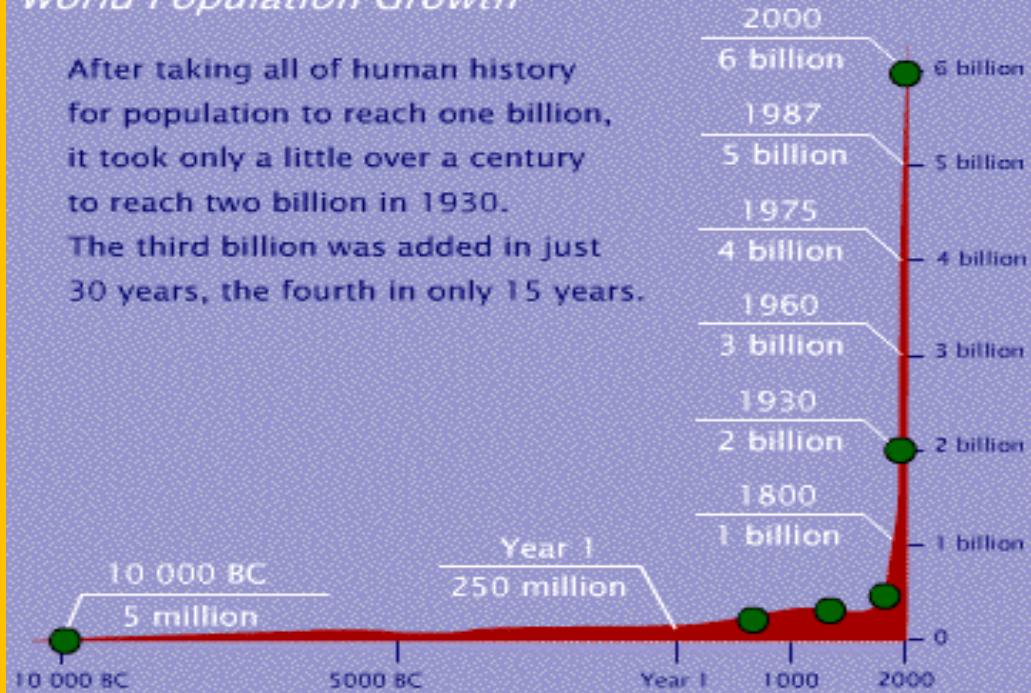 World Population Growth
After taking all of human history
for population to reach one billion,
it took only a little over a century
to reach two billion in 1930.
The third billion was added in just
30 years, the fourth in only 15 years.
2000
6 billion
1987
5 billion
1975
4 billion
1960
3 billion
1930
2 billion
1800
1 billion
Year 1
250 million
10 000 BC
5 million
6 billion
5 billion
4 billion
3 billion
2 billion
1 billion
0
10 000 BC
5000 BC
Year 1
1000
2000